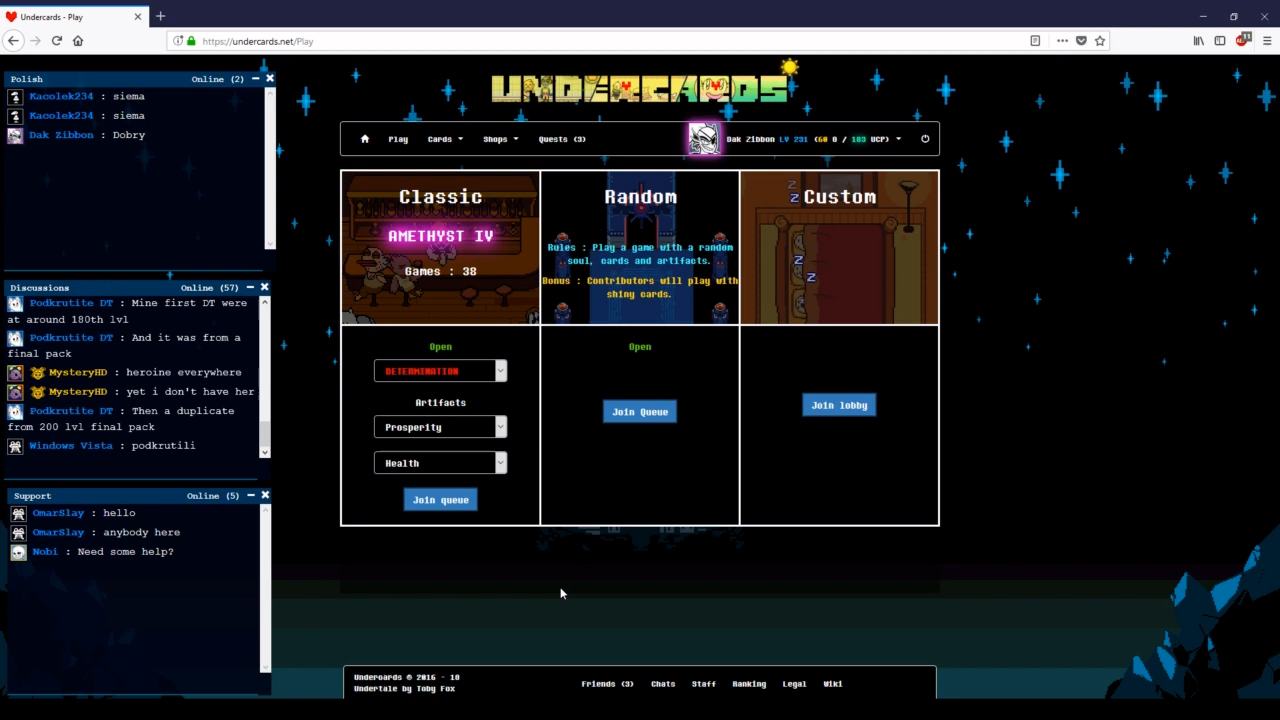 Undercards - Play
https://undercards.net/Play
11
Polish Online (2)
Kacolek234 : siema
Kacolek234 : siema
Dak Zibbon : Dobry
Discussions Online (57)
Podkrutite DT : Mine first DT were
at around 180th lvl
Podkrutite DT : And it was from a
final pack
MysteryHD : heroine everywhere
MysteryHD : yet i don't have her
Podkrutite DT : Then a duplicate
from 200 lvl final pack
Windows Vista : podkrutili
Support Online (5)
OmarSlay : hello
OmarSlay : anybody here
Nobi : Need some help?
UNDERCARDS
Play Cards Shops Quests (3) Dak Zibbon LV 231 (60 G / 103 UCP)
Classic
AMETHYST IV
Games : 38
Open
DETERMINATION
Artifacts
Prosperity
Health
Join queue
Random
Rules : Play a game with a random
soul, cards and artifacts.
Bonus : Contributors will play with
shiny cards.
Open
Join Queue
Z
Z Custom
Z
Z
Join lobby
Undercards © 2016 - 18
Undertale by Toby Fox
Friends (3) Chats Staff Ranking Legal Wiki